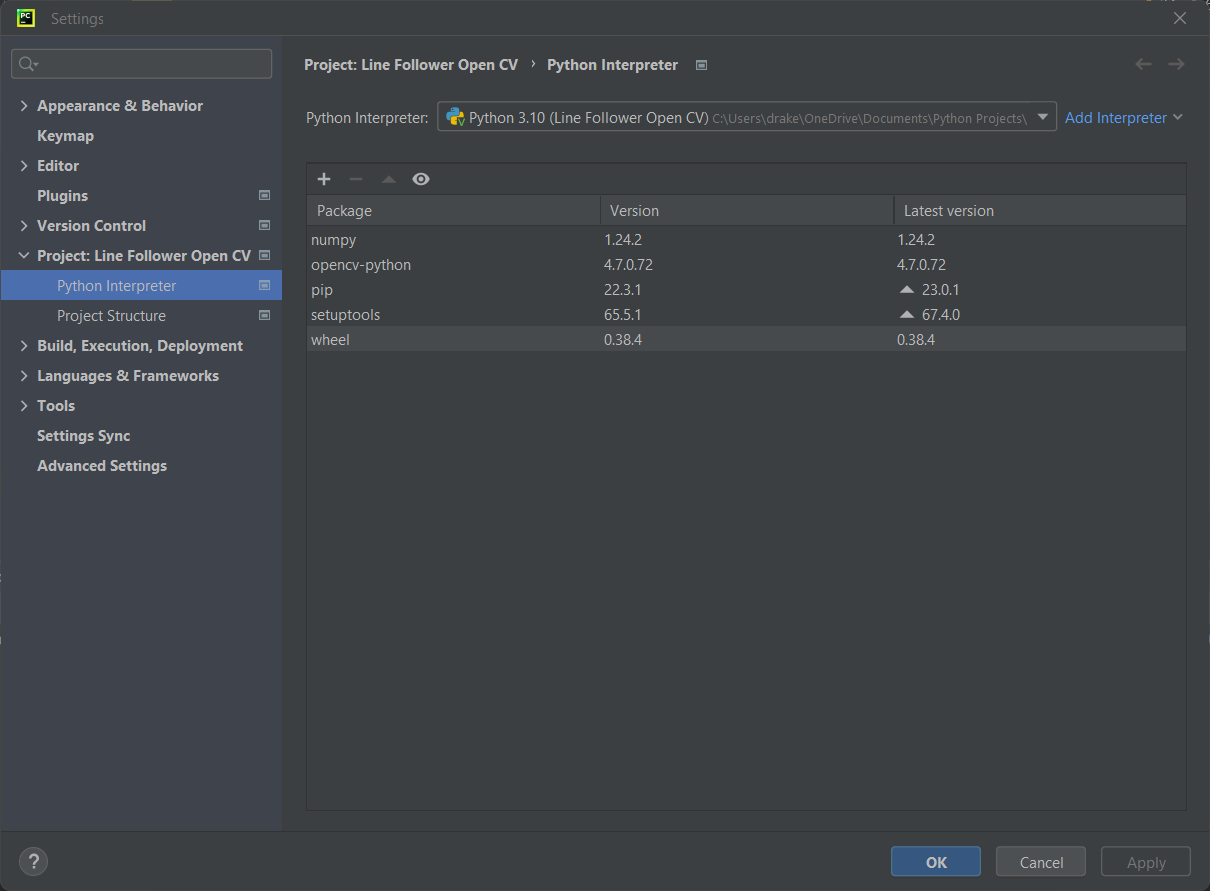 PC Settings
Project: Line Follower Open CV › Python Interpreter
Appearance & Behavior
Keymap
Editor
Plugins
Version Control
Project: Line Follower Open CV
Python Interpreter
Project Structure
Build, Execution, Deployment
Languages & Frameworks
Tools
Settings Sync
Advanced Settings
Python Interpreter: Python 3.10 (Line Follower Open CV) C:\Users\drake\OneDrive\Documents\Python Projects\ Add Interpreter
Package Version Latest version
numpy 1.24.2 1.24.2
opencv-python 4.7.0.72 4.7.0.72
pip 22.3.1 23.0.1
setuptools 65.5.1 67.4.0
wheel 0.38.4 0.38.4
? OK Cancel Apply